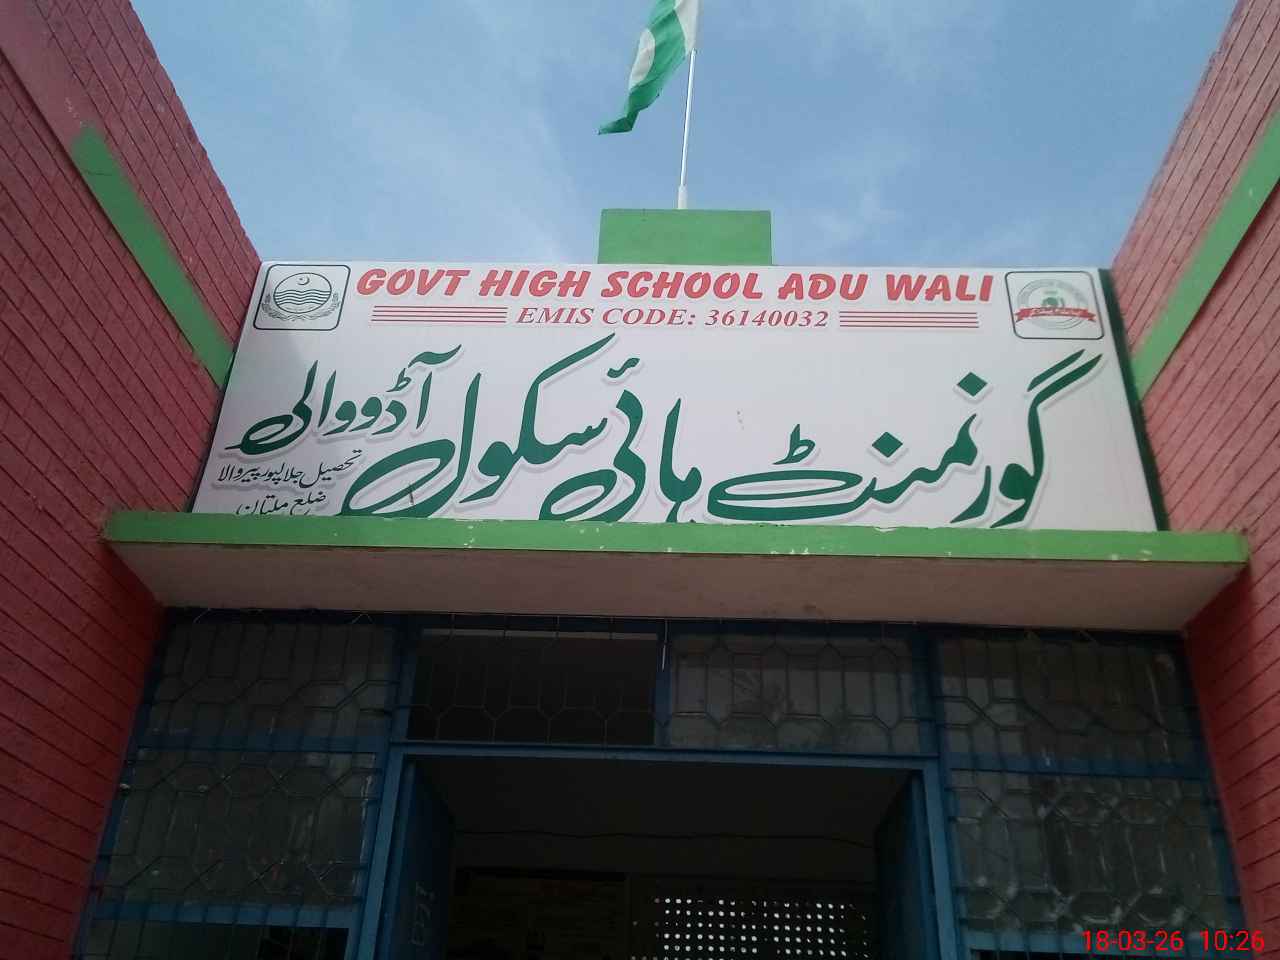 GOVT HIGH SCHOOL ADU WALI
EMIS CODE: 36140032
گورنمنٹ ہائی سکول آڈووالی
تحصیل جلالپور پیروالا
ضلع ملتان
18-03-26 10:26